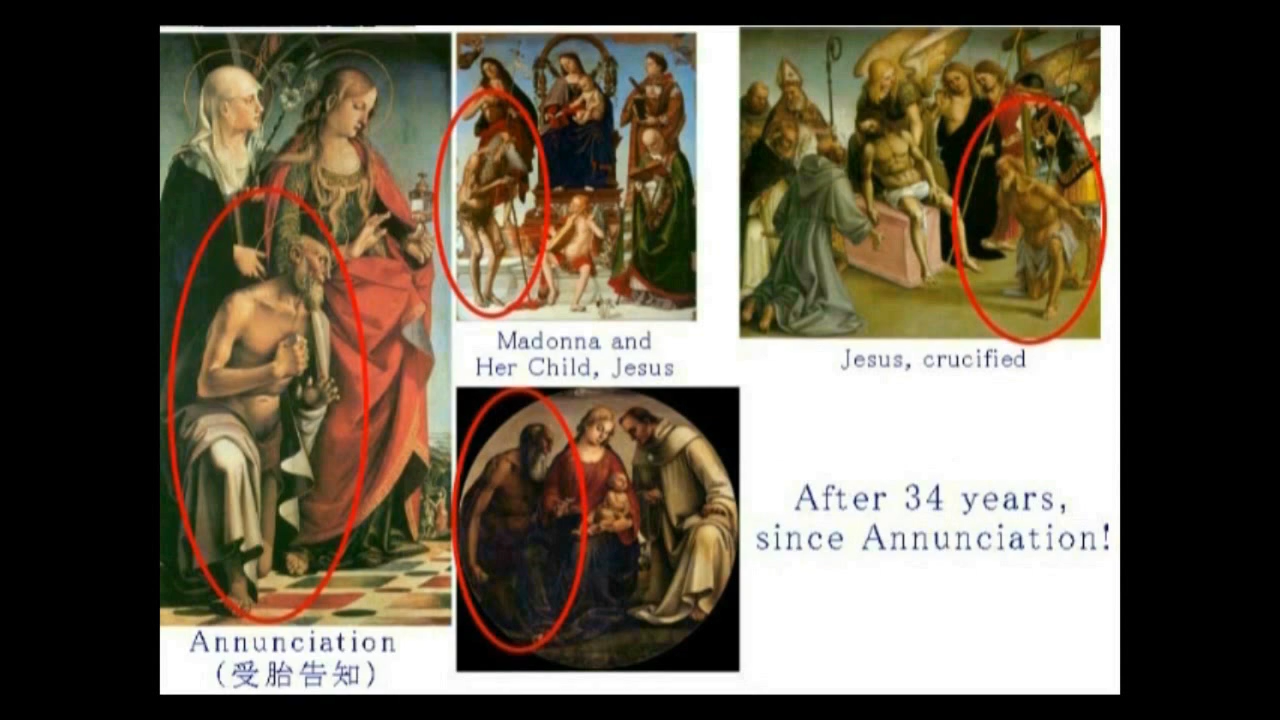 Madonna and
Her Child, Jesus
Jesus, crucified
After 34 years,
since Annunciation!
Annunciation
(受胎告知)